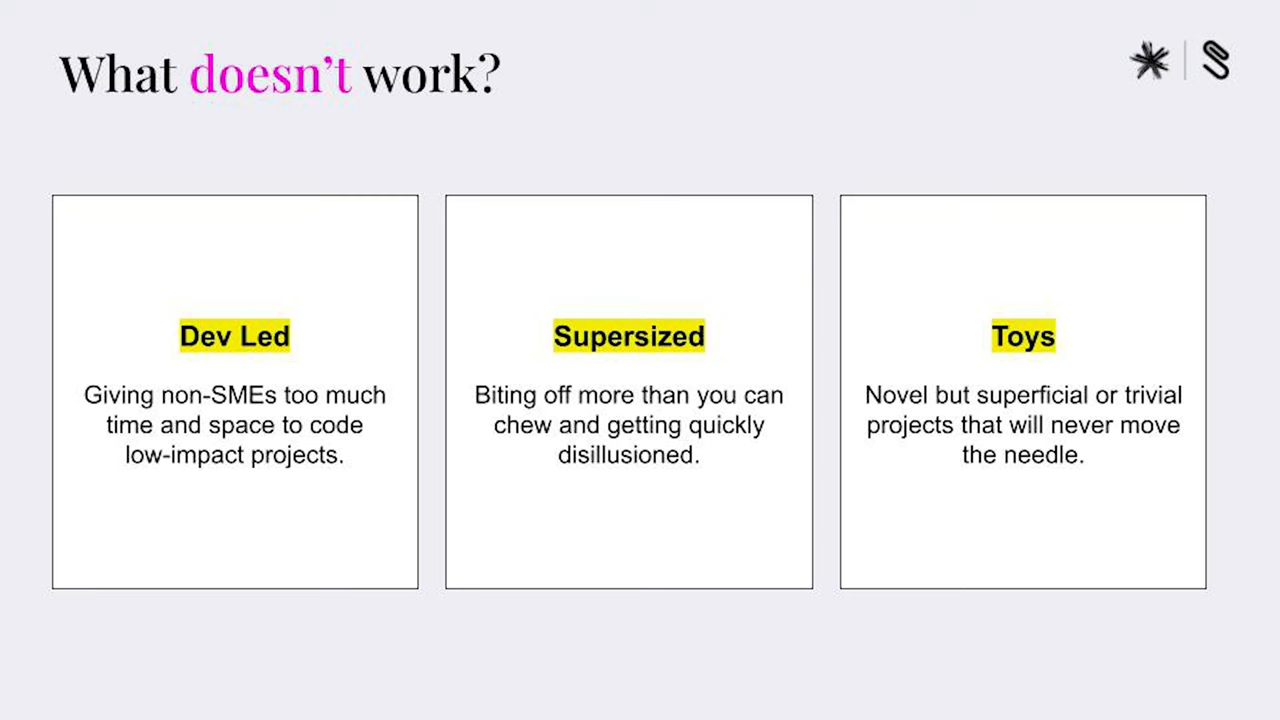 What doesn’t work?
Dev Led
Giving non-SMEs too much
time and space to code
low-impact projects.
Supersized
Biting off more than you can
chew and getting quickly
disillusioned.
Toys
Novel but superficial or trivial
projects that will never move
the needle.